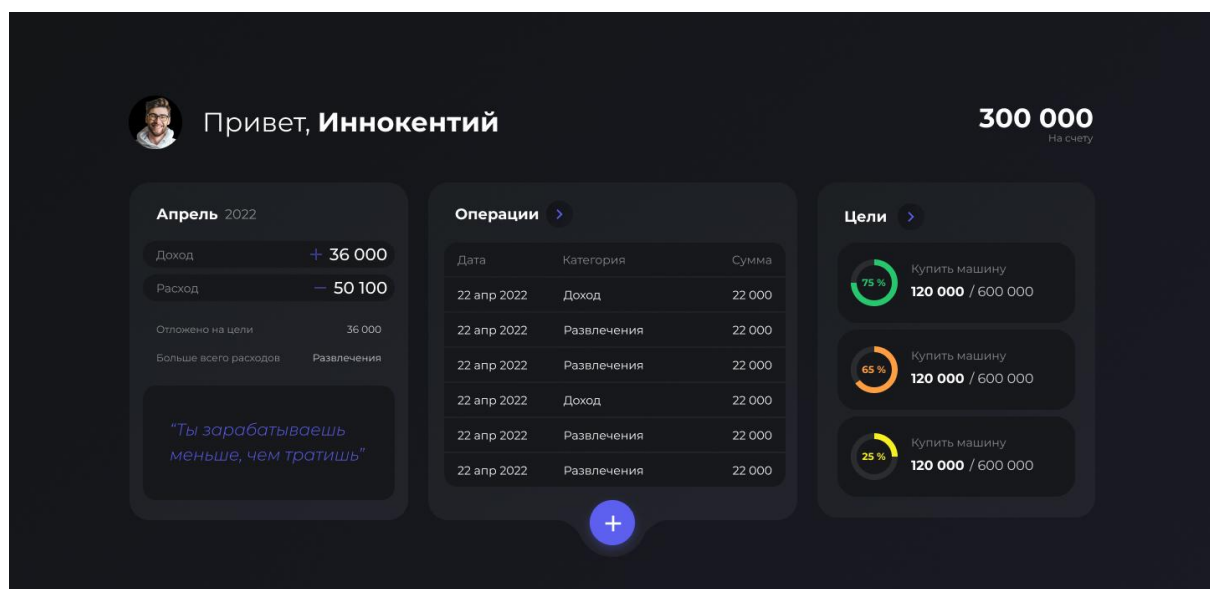 Привет, Иннокентий
300 000
На счету
Апрель 2022
Доход + 36 000
Расход — 50 100
Отложено на цели 36 000
Больше всего расходов Развлечения
“Ты зарабатываешь
меньше, чем тратишь”
Операции
Дата Категория Сумма
22 апр 2022 Доход 22 000
22 апр 2022 Развлечения 22 000
22 апр 2022 Развлечения 22 000
22 апр 2022 Доход 22 000
22 апр 2022 Развлечения 22 000
22 апр 2022 Развлечения 22 000
+
Цели
75 %
Купить машину
120 000 / 600 000
65 %
Купить машину
120 000 / 600 000
25 %
Купить машину
120 000 / 600 000